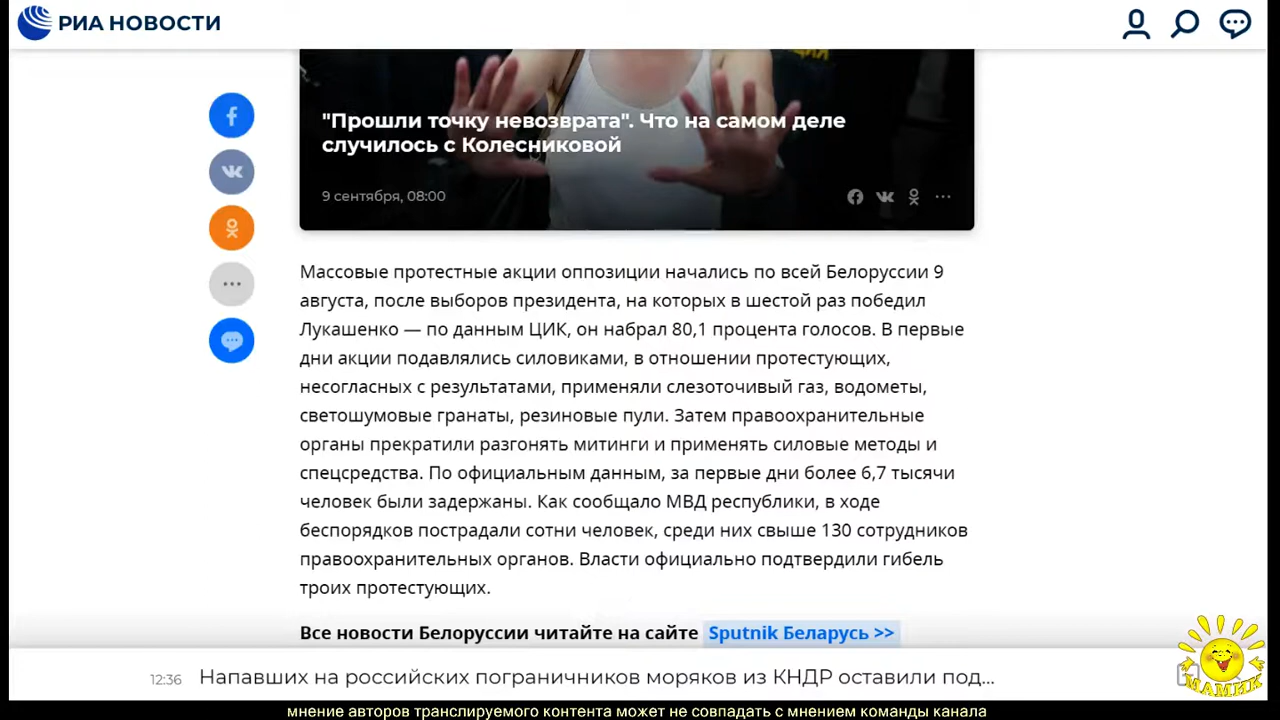 РИА НОВОСТИ
"Прошли точку невозврата". Что на самом деле
случилось с Колесниковой
9 сентября, 08:00
Массовые протестные акции оппозиции начались по всей Белоруссии 9
августа, после выборов президента, на которых в шестой раз победил
Лукашенко — по данным ЦИК, он набрал 80,1 процента голосов. В первые
дни акции подавлялись силовиками, в отношении протестующих,
несогласных с результатами, применяли слезоточивый газ, водометы,
светошумовые гранаты, резиновые пули. Затем правоохранительные
органы прекратили разгонять митинги и применять силовые методы и
спецсредства. По официальным данным, за первые дни более 6,7 тысячи
человек были задержаны. Как сообщало МВД республики, в ходе
беспорядков пострадали сотни человек, среди них свыше 130 сотрудников
правоохранительных органов. Власти официально подтвердили гибель
троих протестующих.
Все новости Белоруссии читайте на сайте Sputnik Беларусь >>
12:36 Напавших на российских пограничников моряков из КНДР оставили под...
МАМИК
мнение авторов транслируемого контента может не совпадать с мнением команды канала